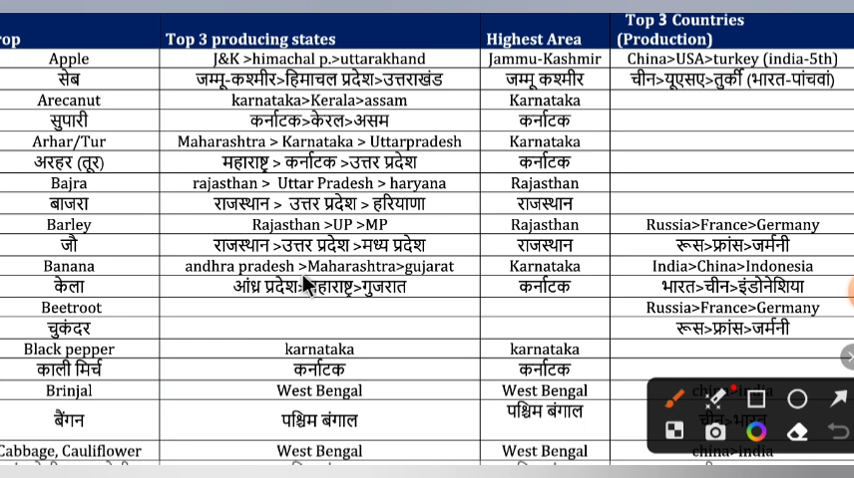 rop Top 3 producing states Highest Area Top 3 Countries (Production)
Apple J&K >himachal p.>uttarakhand Jammu-Kashmir China>USA>turkey (india-5th)
सेब जम्मू-कश्मीर>हिमाचल प्रदेश>उत्तराखंड जम्मू कश्मीर चीन>यूएसए>तुर्की (भारत-पांचवां)
Arecanut karnataka>Kerala>assam Karnataka
सुपारी कर्नाटक>केरल>असम कर्नाटक
Arhar/Tur Maharashtra > Karnataka > Uttarpradesh Karnataka
अरहर (तूर) महाराष्ट्र > कर्नाटक >उत्तर प्रदेश कर्नाटक
Bajra rajasthan > Uttar Pradesh > haryana Rajasthan
बाजरा राजस्थान > उत्तर प्रदेश > हरियाणा राजस्थान
Barley Rajasthan >UP >MP Rajasthan Russia>France>Germany
जौ राजस्थान >उत्तर प्रदेश >मध्य प्रदेश राजस्थान रूस>फ्रांस>जर्मनी
Banana andhra pradesh >Maharashtra>gujarat Karnataka India>China>Indonesia
केला आंध्र प्रदेश>महाराष्ट्र>गुजरात कर्नाटक भारत>चीन>इंडोनेशिया
Beetroot Russia>France>Germany
चुकंदर रूस>फ्रांस>जर्मनी
Black pepper karnataka karnataka
काली मिर्च कर्नाटक कर्नाटक
Brinjal West Bengal West Bengal china>india
बैंगन पश्चिम बंगाल पश्चिम बंगाल चीन>भारत
Cabbage, Cauliflower West Bengal West Bengal china>india